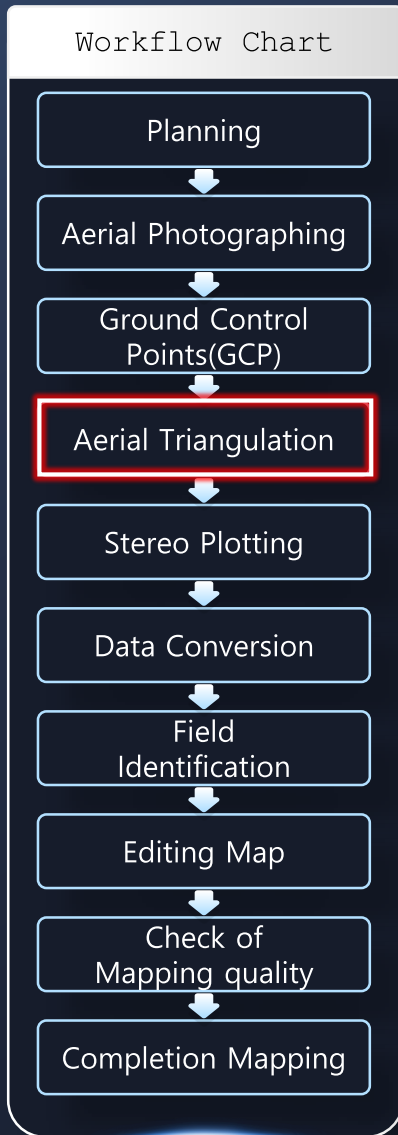 Workflow Chart
Planning
Aerial Photographing
Ground Control
Points(GCP)
Aerial Triangulation
Stereo Plotting
Data Conversion
Field
Identification
Editing Map
Check of
Mapping quality
Completion Mapping